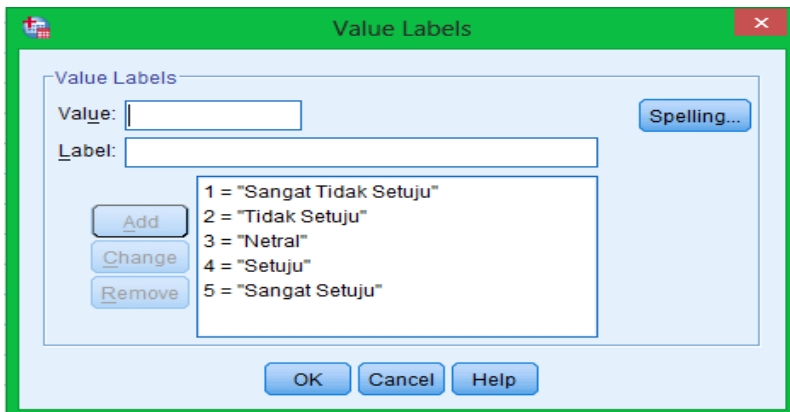 Value Labels
Value Labels
Value:
Spelling...
Label:
1 = "Sangat Tidak Setuju"
2 = "Tidak Setuju"
3 = "Netral"
4 = "Setuju"
5 = "Sangat Setuju"
Add
Change
Remove
OK Cancel Help